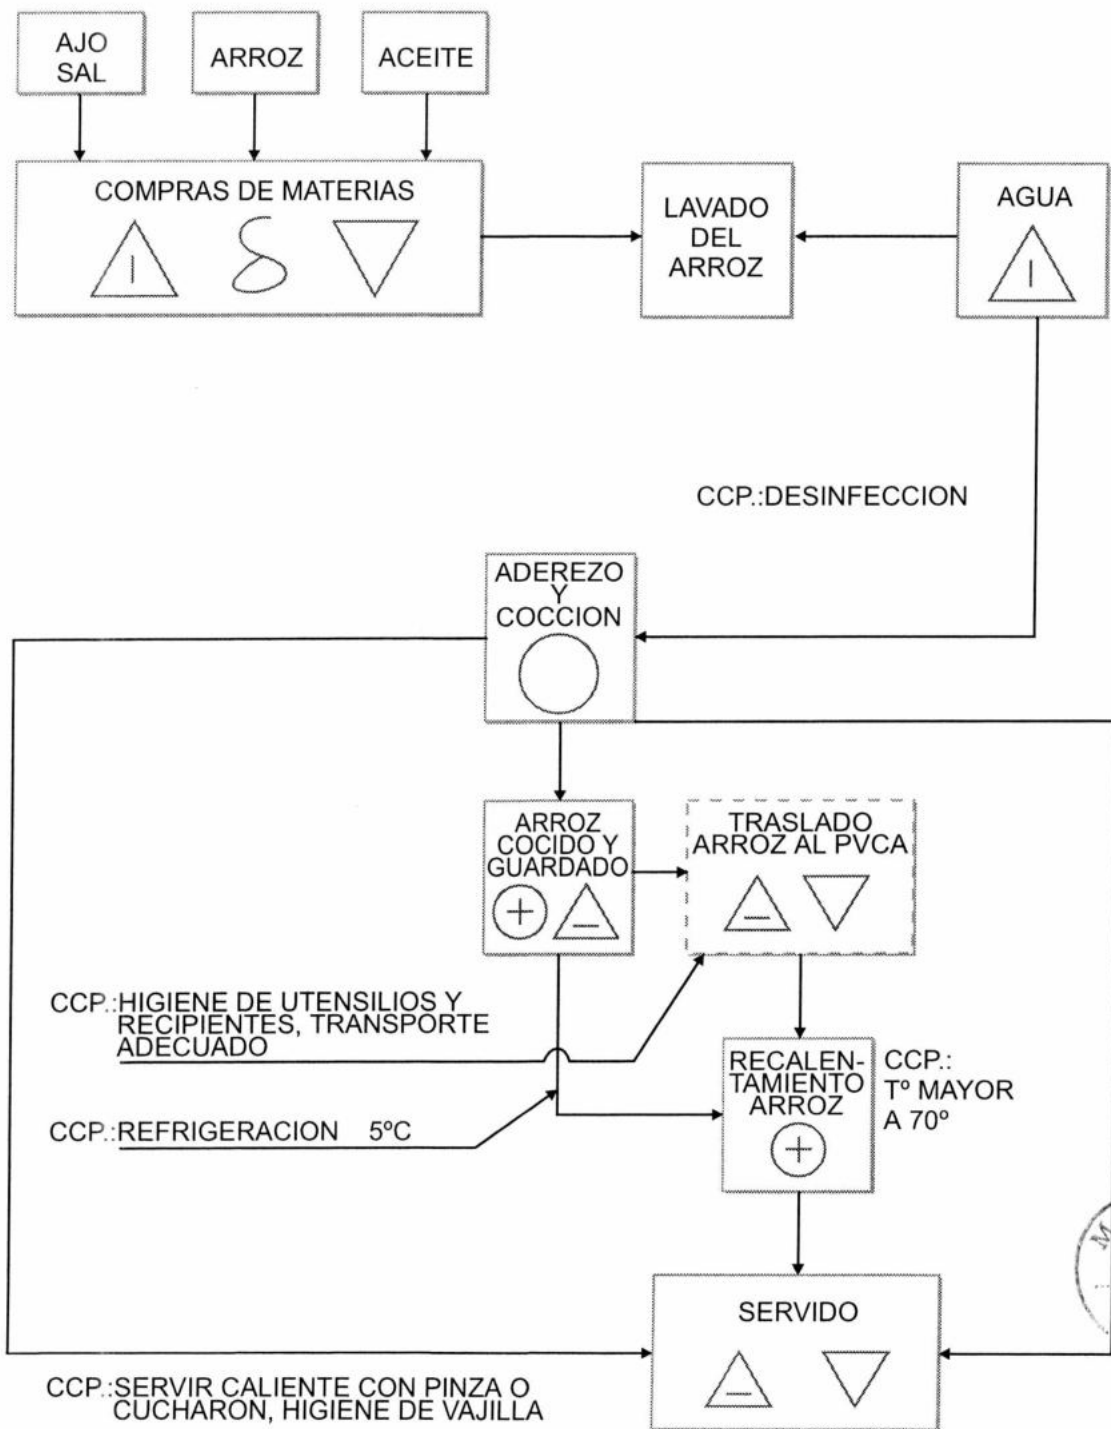 AJO
SAL
ARROZ
ACEITE
COMPRAS DE MATERIAS
LAVADO
DEL
ARROZ
AGUA
CCP.:DESINFECCION
ADEREZO
Y
COCCION
ARROZ
COCIDO Y
GUARDADO
TRASLADO
ARROZ AL PVCA
CCP.:HIGIENE DE UTENSILIOS Y
RECIPIENTES, TRANSPORTE
ADECUADO
RECALEN-
TAMIENTO
ARROZ
CCP.:
Tº MAYOR
A 70º
CCP.:REFRIGERACION 5ºC
SERVIDO
CCP.:SERVIR CALIENTE CON PINZA O
CUCHARON, HIGIENE DE VAJILLA